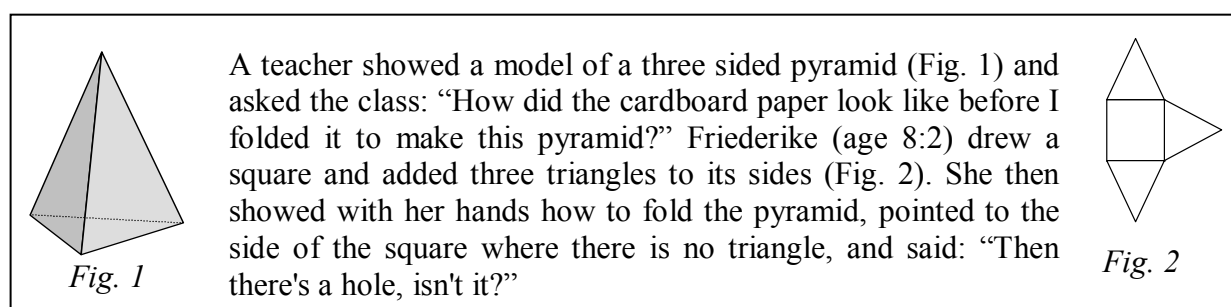 A teacher showed a model of a three sided pyramid (Fig. 1) and
asked the class: “How did the cardboard paper look like before I
folded it to make this pyramid?” Friederike (age 8:2) drew a
square and added three triangles to its sides (Fig. 2). She then
showed with her hands how to fold the pyramid, pointed to the
side of the square where there is no triangle, and said: “Then
there's a hole, isn't it?”
Fig. 1
Fig. 2